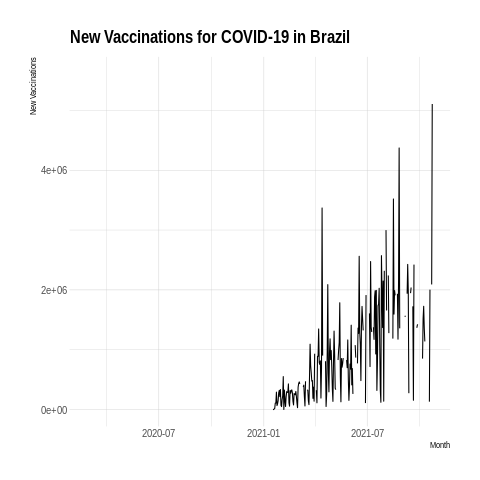 New Vaccinations for COVID-19 in Brazil
New Vaccinations
4e+06
2e+06
0e+00
2020-07
2021-01
2021-07
Month